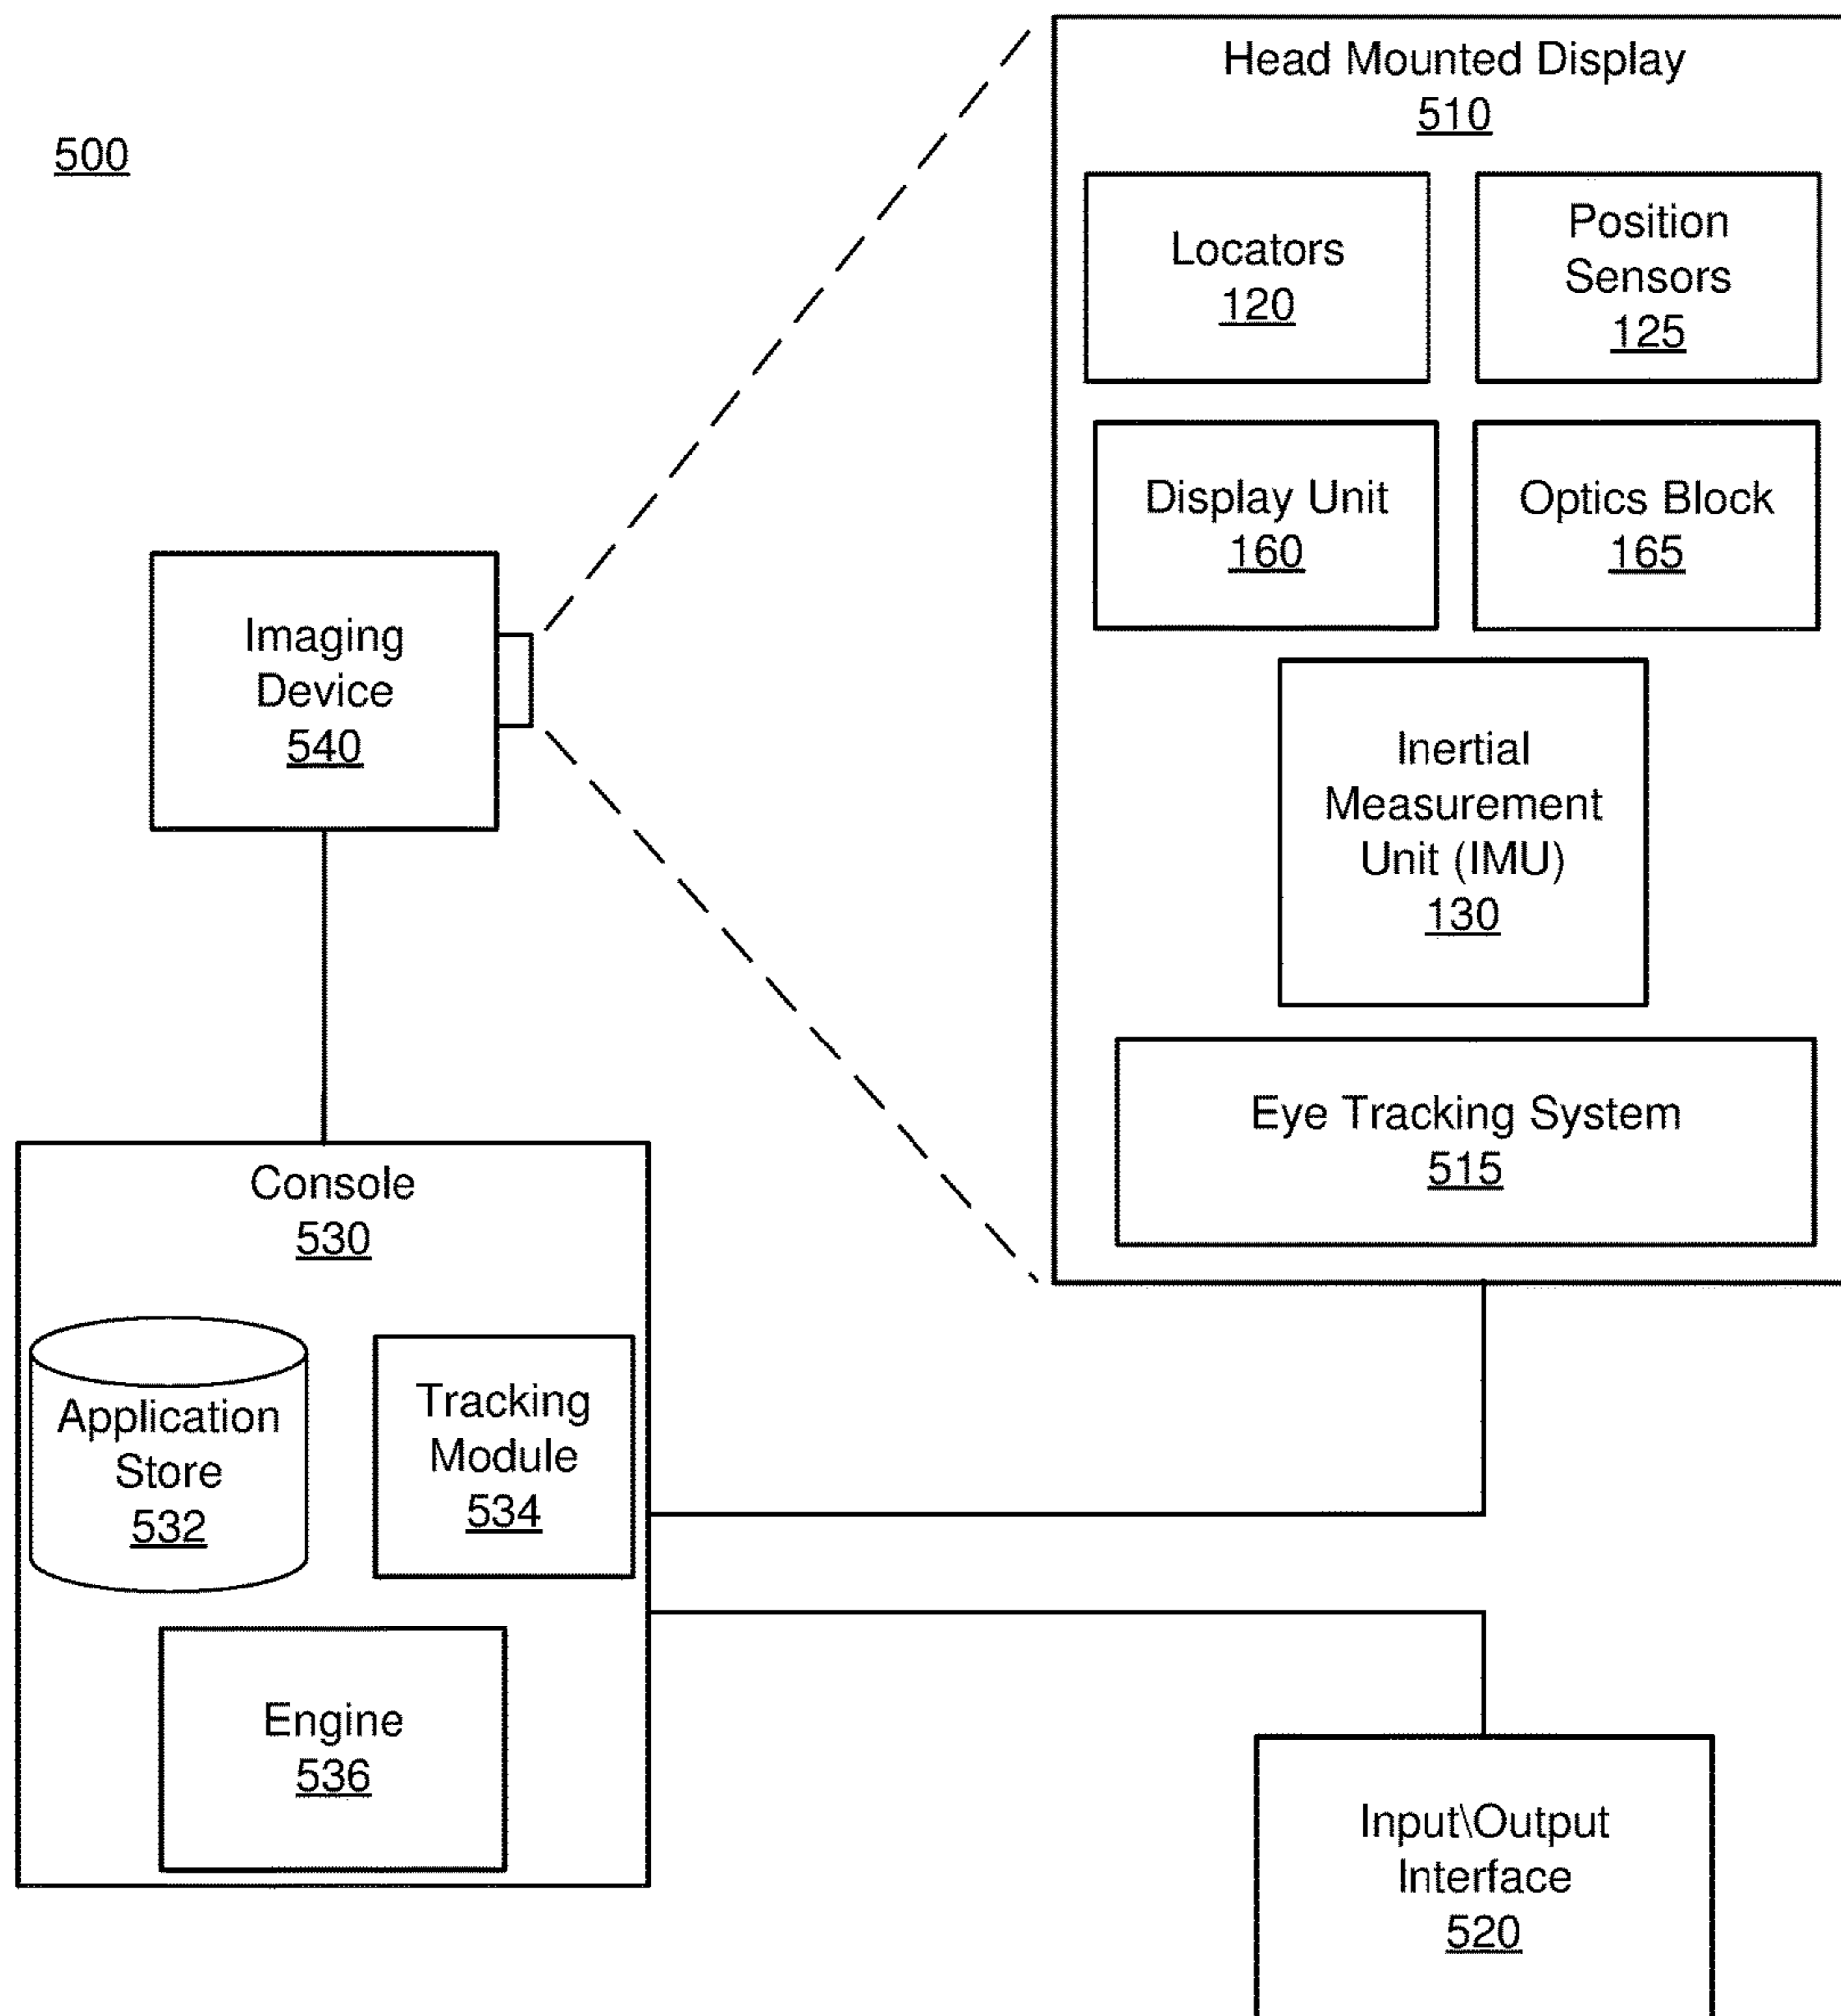 500
Head Mounted Display
510
Locators
120
Position
Sensors
125
Display Unit
160
Optics Block
165
Imaging
Device
540
Inertial
Measurement
Unit (IMU)
130
Eye Tracking System
515
Console
530
Application
Store
532
Tracking
Module
534
Engine
536
Input\Output
Interface
520